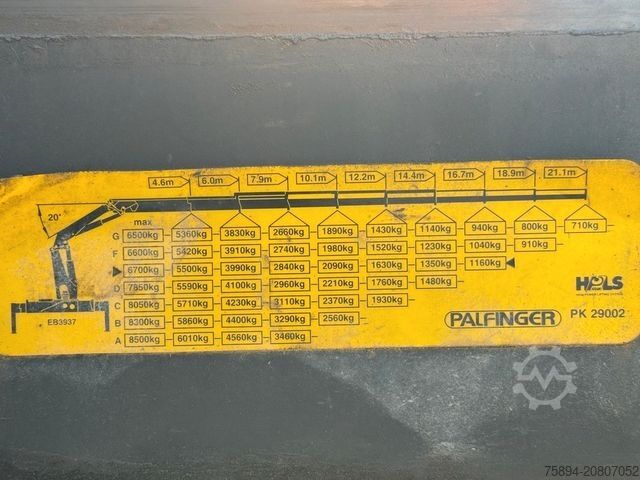 4.6m 6.0m 7.9m 10.1m 12.2m 14.4m 16.7m 18.9m 21.1m
20°
max
G 6500kg 5360kg 3830kg 2660kg 1890kg 1430kg 1140kg 940kg 800kg 710kg
F 6600kg 5420kg 3910kg 2740kg 1980kg 1520kg 1230kg 1040kg 910kg
6700kg 5500kg 3990kg 2840kg 2090kg 1630kg 1350kg 1160kg
D 7850kg 5590kg 4100kg 2960kg 2210kg 1760kg 1480kg
C 8050kg 5710kg 4230kg 3110kg 2370kg 1930kg
B 8300kg 5860kg 4400kg 3290kg 2560kg
A 8500kg 6010kg 4560kg 3460kg
EB3937
HPLS
PALFINGER PK 29002
75894-20807052